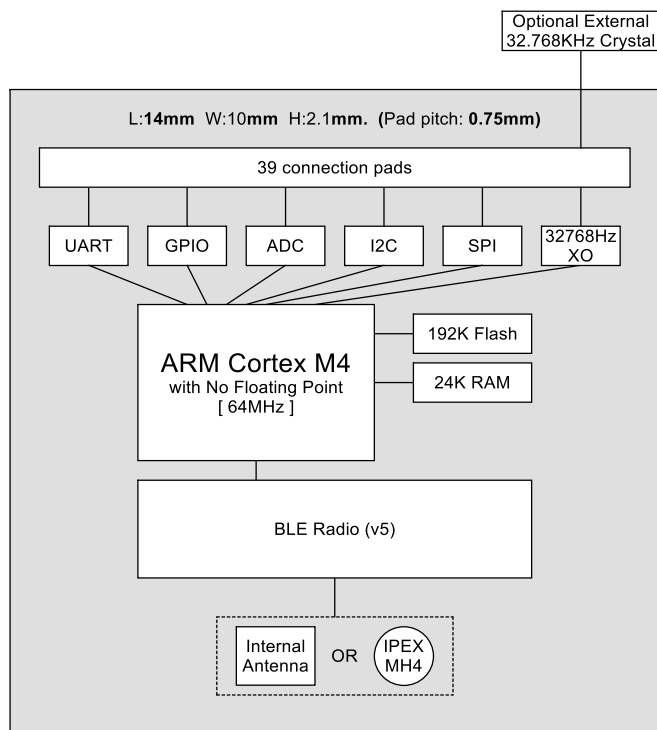 Optional External
32.768KHz Crystal
L:14mm W:10mm H:2.1mm. (Pad pitch: 0.75mm)
39 connection pads
UART
GPIO
ADC
I2C
SPI
32768Hz
XO
ARM Cortex M4
with No Floating Point
[ 64MHz ]
192K Flash
24K RAM
BLE Radio (v5)
Internal
Antenna
OR
IPEX
MH4